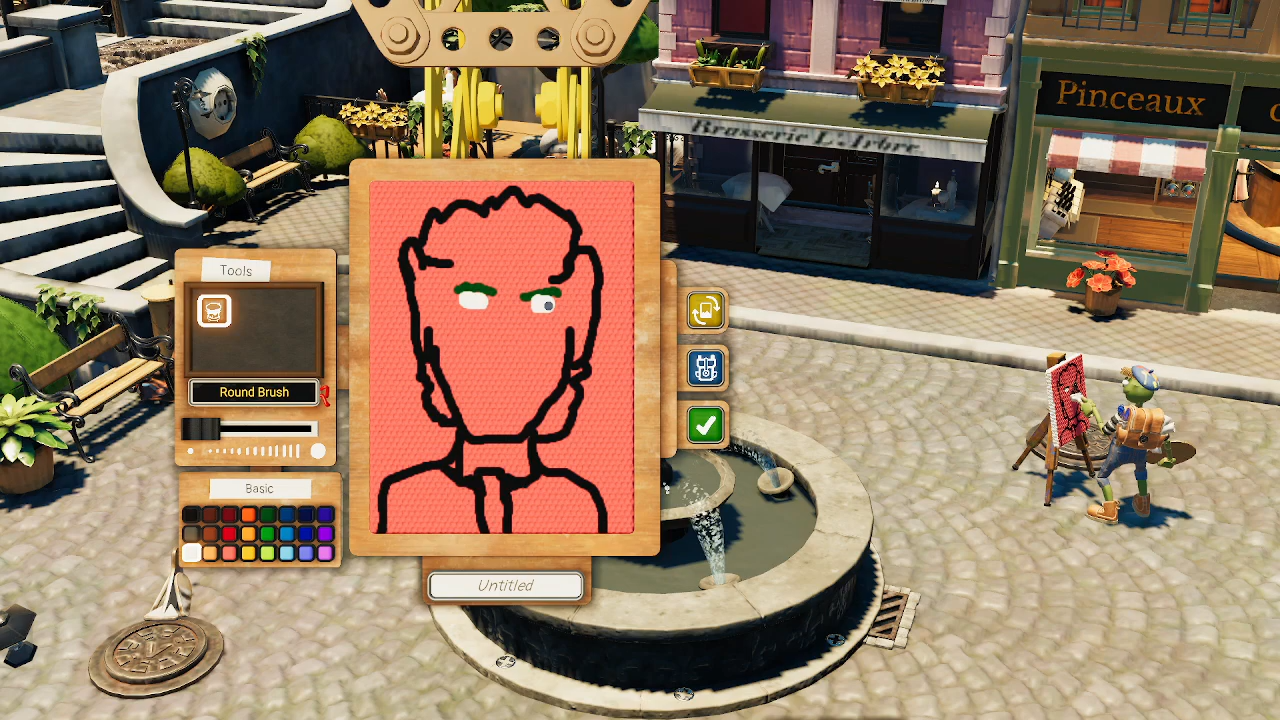 Pinceaux
Brasserie L'Arbre
Tools
Round Brush
Basic
Untitled